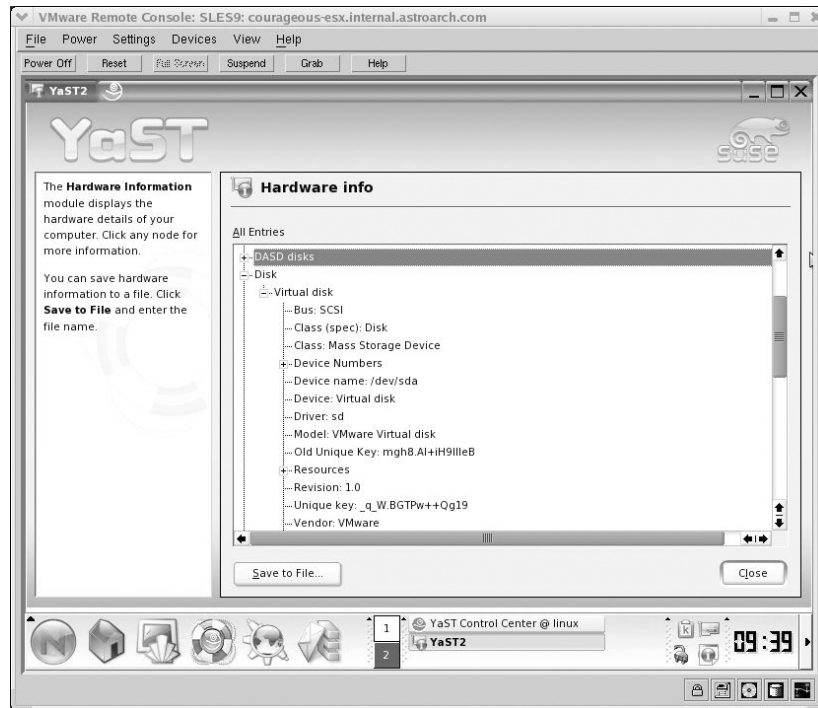 VMware Remote Console: SLES9: courageous-esx.internal.astroarch.com
File Power Settings Devices View Help
Power Off Reset Full Screen Suspend Grab Help
YaST2
YaST
suse
The Hardware Information
module displays the
hardware details of your
computer. Click any node for
more information.
You can save hardware
information to a file. Click
Save to File and enter the
file name.
Hardware info
All Entries
DASD disks
Disk
Virtual disk
Bus: SCSI
Class (spec): Disk
Class: Mass Storage Device
Device Numbers
Device name: /dev/sda
Device: Virtual disk
Driver: sd
Model: VMware Virtual disk
Old Unique Key: mgh8.AI+iH9IlleB
Resources
Revision: 1.0
Unique key: _q_W.BGTPw++Qg19
Vendor: VMware
Save to File...
Close
N
1
2
YaST Control Center @ linux
YaST2
k
09:39